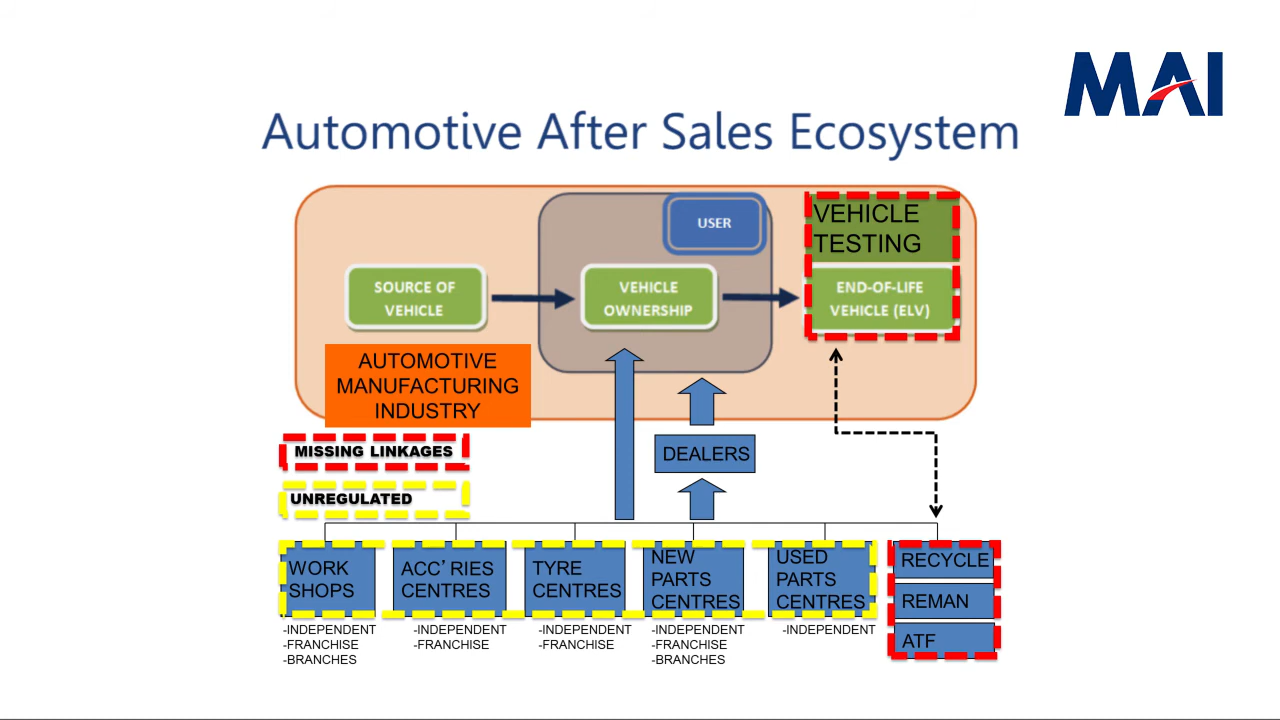 MAI
Automotive After Sales Ecosystem
USER
VEHICLE
TESTING
SOURCE OF
VEHICLE
VEHICLE
OWNERSHIP
END-OF-LIFE
VEHICLE (ELV)
AUTOMOTIVE
MANUFACTURING
INDUSTRY
MISSING LINKAGES
UNREGULATED
DEALERS
WORK
SHOPS
-INDEPENDENT
-FRANCHISE
-BRANCHES
ACC’RIES
CENTRES
-INDEPENDENT
-FRANCHISE
TYRE
CENTRES
-INDEPENDENT
-FRANCHISE
NEW
PARTS
CENTRES
-INDEPENDENT
-FRANCHISE
-BRANCHES
USED
PARTS
CENTRES
-INDEPENDENT
RECYCLE
REMAN
ATF